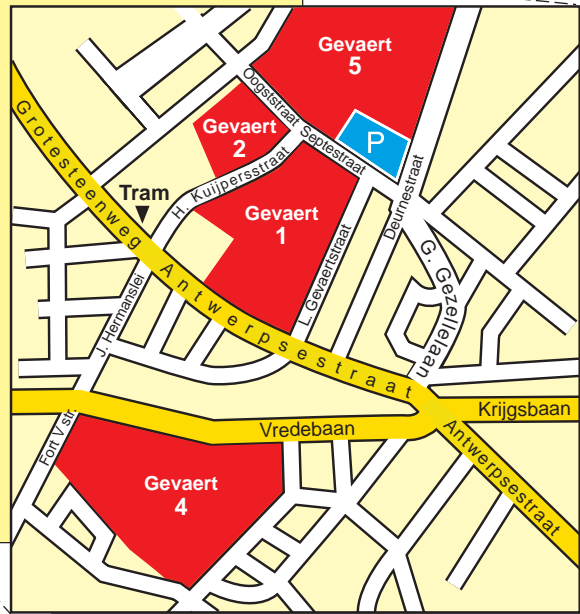 Gevaert
5
Oogststraat
Septestraat
P
Gevaert
2
Grotesteenweg
Tram
H. Kuijpersstraat
Gevaert
1
Deurnestraat
L. Gevaertstraat
G. Gezellelaan
Antwerpsestraat
J. Hermanslei
Krijgsbaan
Vredebaan
Fort V str.
Antwerpsestraat
Gevaert
4